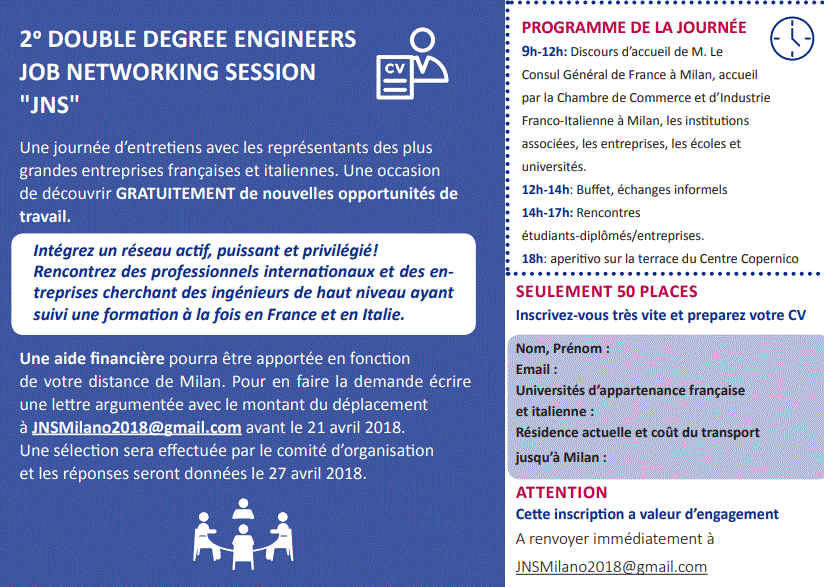 2º DOUBLE DEGREE ENGINEERS
JOB NETWORKING SESSION
"JNS"
CV
Une journée d'entretiens avec les représentants des plus
grandes entreprises françaises et italiennes. Une occasion
de découvrir GRATUITEMENT de nouvelles opportunités de
travail.
Intégrez un réseau actif, puissant et privilégié!
Rencontrez des professionnels internationaux et des en-
treprises cherchant des ingénieurs de haut niveau ayant
suivi une formation à la fois en France et en Italie.
Une aide financière pourra être apportée en fonction
de votre distance de Milan. Pour en faire la demande écrire
une lettre argumentée avec le montant du déplacement
à JNSMilano2018@gmail.com avant le 21 avril 2018.
Une sélection sera effectuée par le comité d'organisation
et les réponses seront données le 27 avril 2018.
PROGRAMME DE LA JOURNÉE
9h-12h: Discours d'accueil de M. Le
Consul Général de France à Milan, accueil
par la Chambre de Commerce et d'Industrie
Franco-Italienne à Milan, les institutions
associées, les entreprises, les écoles et
universités.
12h-14h: Buffet, échanges informels
14h-17h: Rencontres
étudiants-diplômés/entreprises.
18h: aperitivo sur la terrasse du Centre Copernico
SEULEMENT 50 PLACES
Inscrivez-vous très vite et preparez votre CV
Nom, Prénom :
Email :
Universités d'appartenance française
et italienne :
Résidence actuelle et coût du transport
jusqu'à Milan :
ATTENTION
Cette inscription a valeur d'engagement
A renvoyer immédiatement à
JNSMilano2018@gmail.com